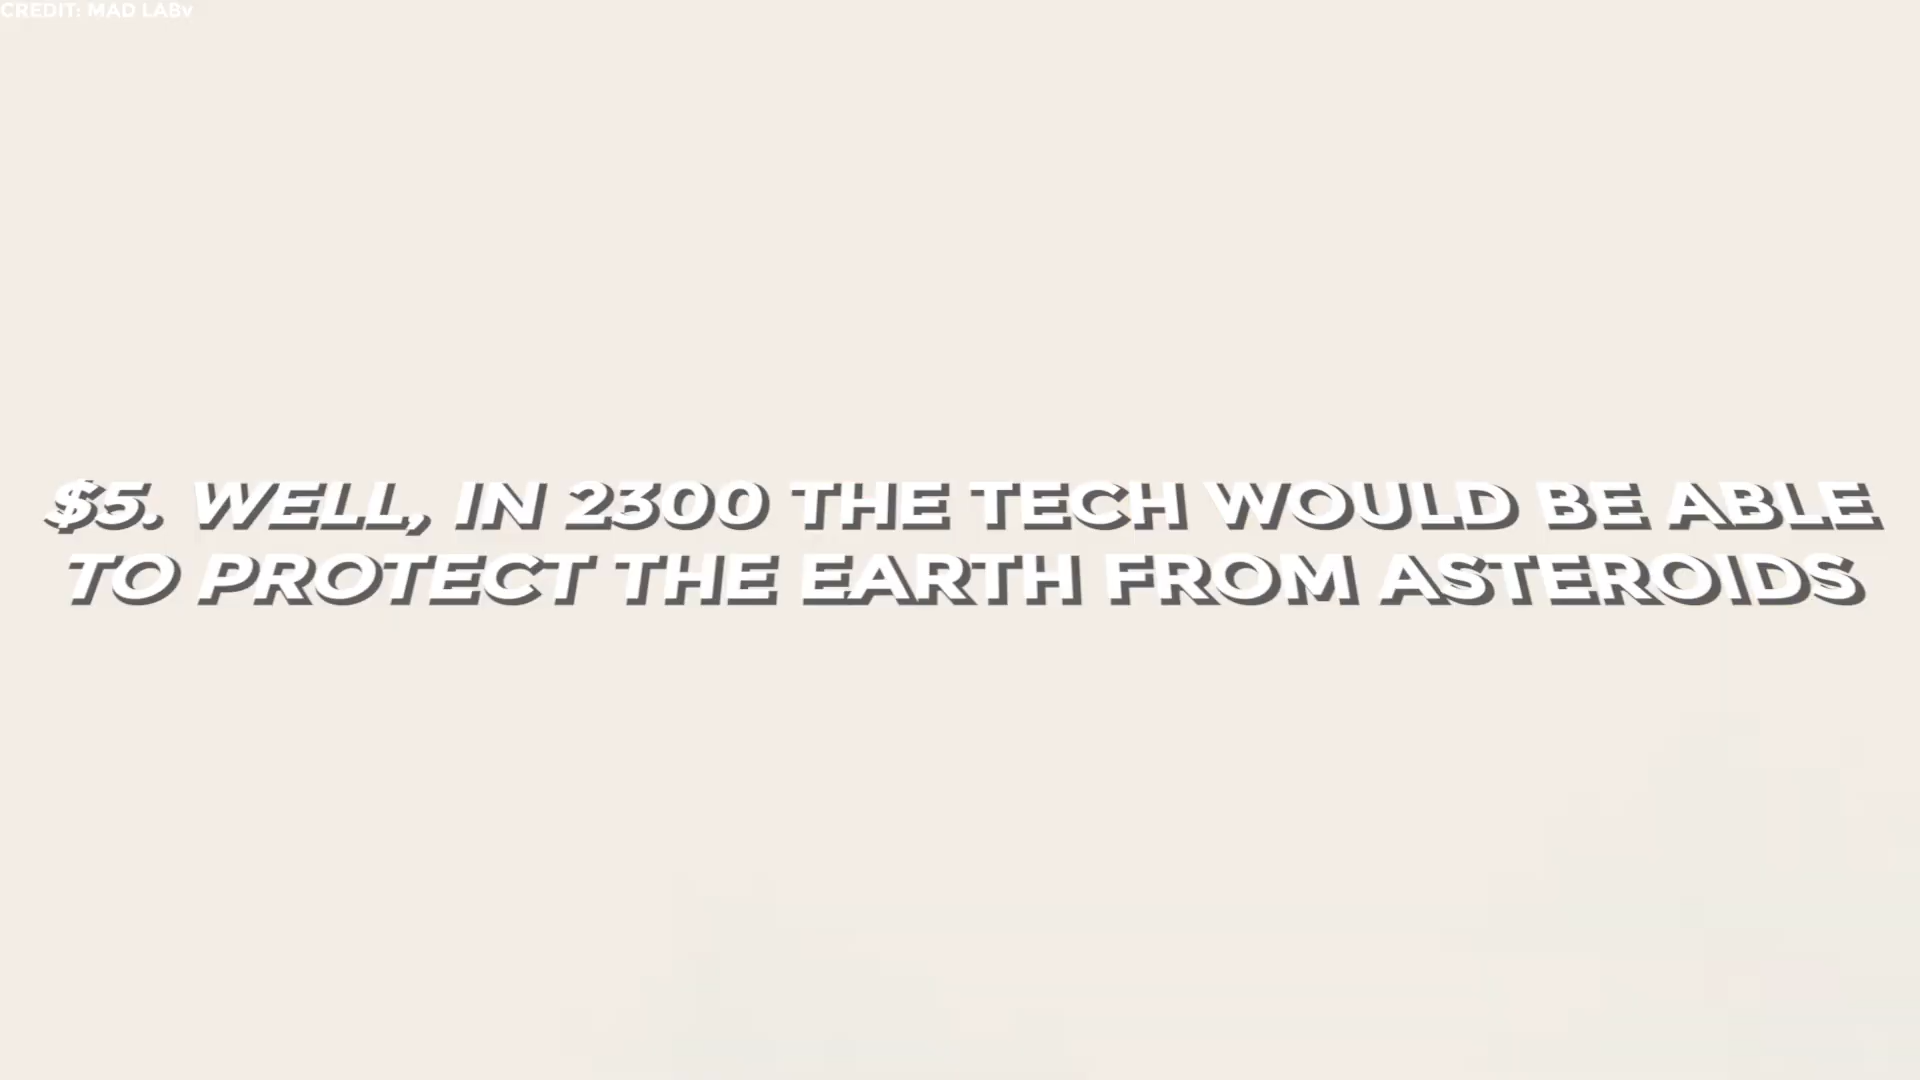 CREDIT: MAD LABv
$5. WELL, IN 2300 THE TECH WOULD BE ABLE
TO PROTECT THE EARTH FROM ASTEROIDS